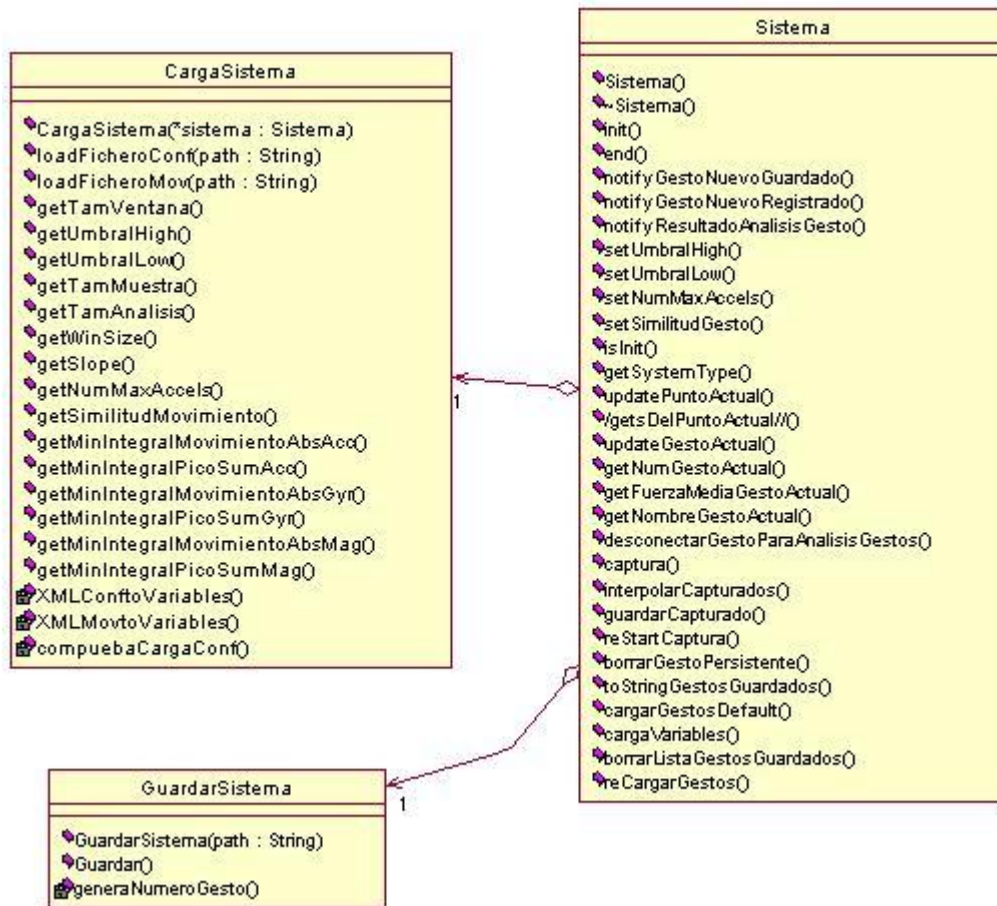 CargaSistema
CargaSistema(*sistema : Sistema)
loadFicheroConf(path : String)
loadFicheroMov(path : String)
getTamVentana()
getUmbralHigh()
getUmbralLow()
getTamMuestra()
getTamAnalisis()
getWinSize()
getSlope()
getNumMaxAccels()
getSimilitudMovimiento()
getMinIntegralMovimientoAbsAcc()
getMinIntegralPicoSumAcc()
getMinIntegralMovimientoAbsGyr()
getMinIntegralPicoSumGyr()
getMinIntegralMovimientoAbsMag()
getMinIntegralPicoSumMag()
XMLConftoVariables()
XMLMovtoVariables()
compuebaCargaConf()
Sistema
Sistema()
~Sistema()
init()
end()
notifyGestoNuevoGuardado()
notifyGestoNuevoRegistrado()
notifyResultadoAnalisisGesto()
setUmbralHigh()
setUmbralLow()
setNumMaxAccels()
setSimilitudGesto()
isInit()
getSystemType()
updatePuntoActual()
/getsDelPuntoActual//()
updateGestoActual()
getNumGestoActual()
getFuerzaMediaGestoActual()
getNombreGestoActual()
desconectarGestoParaAnalisisGestos()
captura()
interpolarCapturados()
guardarCapturado()
reStartCaptura()
borrarGestoPersistente()
toStringGestosGuardados()
cargarGestosDefault()
cargaVariables()
borrarListaGestosGuardados()
reCargarGestos()
1
1
GuardarSistema
GuardarSistema(path : String)
Guardar()
generaNumeroGesto()